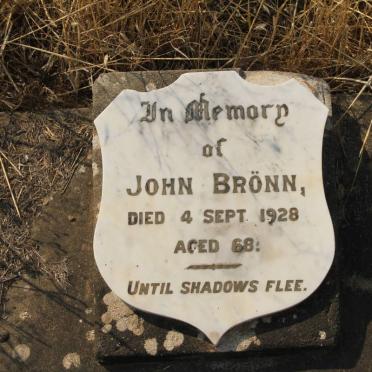 In Memory
of
JOHN BRÖNN,
DIED 4 SEPT 1928
AGED 68:
UNTIL SHADOWS FLEE.